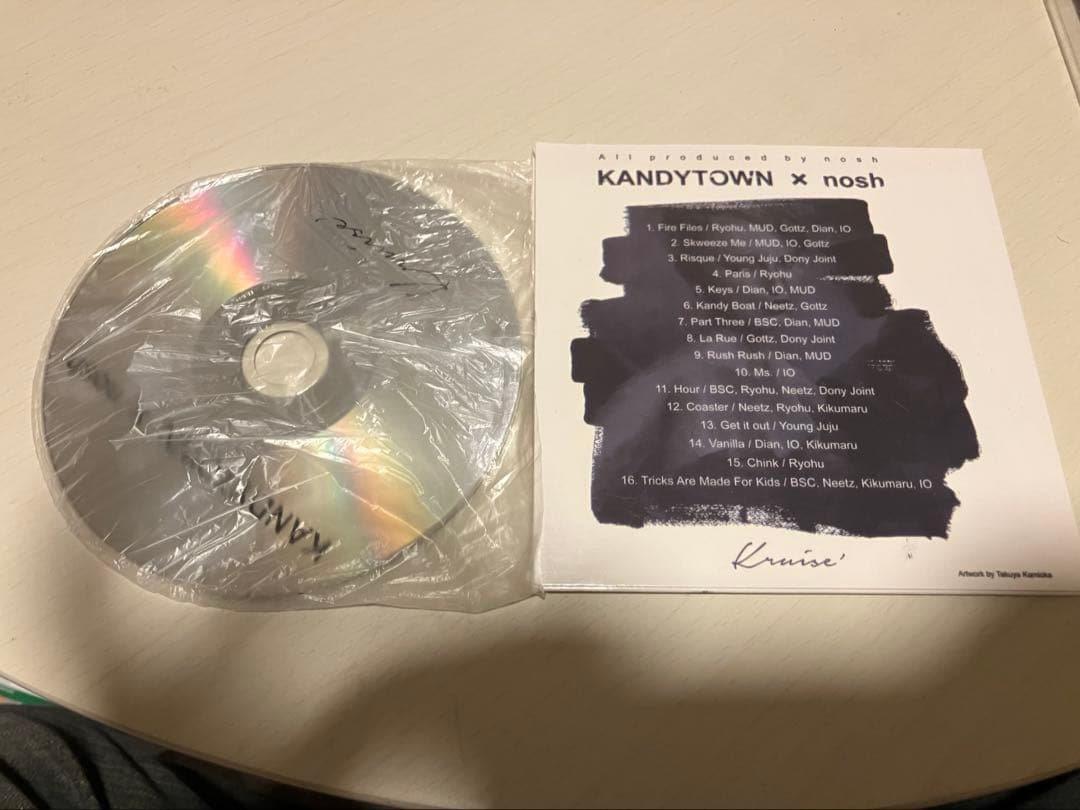 Kruise
KANDYTOWN
nosh
All produced by nosh
KANDYTOWN × nosh
1. Fire Files / Ryohu, MUD, Gottz, Dian, IO
2. Skweeze Me / MUD, IO, Gottz
3. Risque / Young Juju, Dony Joint
4. Paris / Ryohu
5. Keys / Dian, IO, MUD
6. Kandy Boat / Neetz, Gottz
7. Part Three / BSC, Dian, MUD
8. La Rue / Gottz, Dony Joint
9. Rush Rush / Dian, MUD
10. Ms. / IO
11. Hour / BSC, Ryohu, Neetz, Dony Joint
12. Coaster / Neetz, Ryohu, Kikumaru
13. Get it out / Young Juju
14. Vanilla / Dian, IO, Kikumaru
15. Chink / Ryohu
16. Tricks Are Made For Kids / BSC, Neetz, Kikumaru, IO
Kruise'
Artwork by Takuya Kamioka